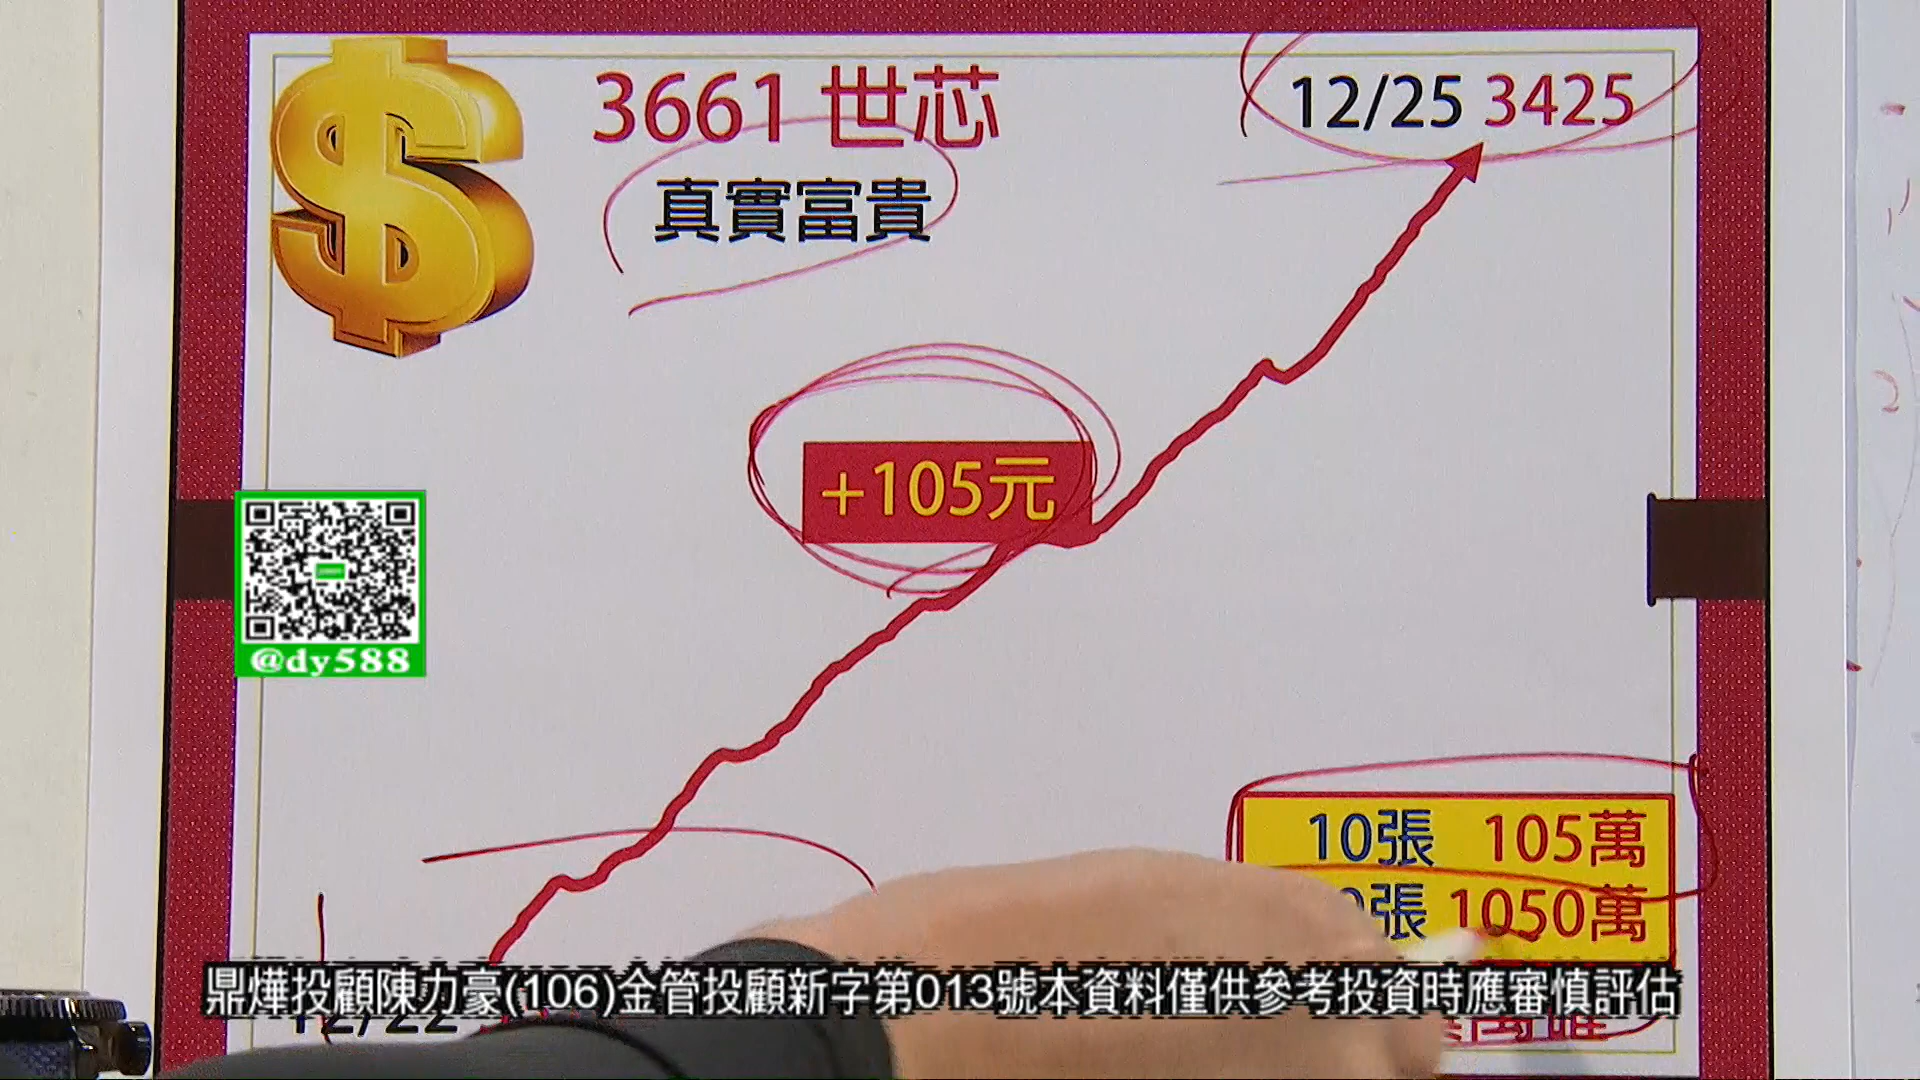 3661 世芯
真實富貴
12/25 3425
+105元
@dy588
10張 105萬
張 1050萬
鼎燁投顧陳力豪(106)金管投顧新字第013號本資料僅供參考投資時應審慎評估
12/22